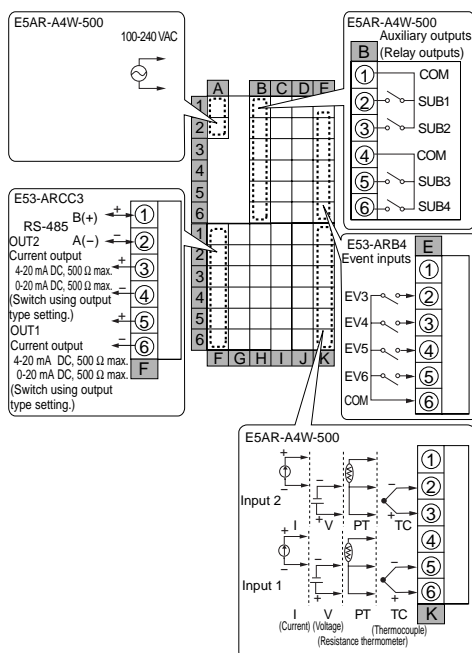 E5AR-A4W-500
100-240 VAC
E5AR-A4W-500
Auxiliary outputs
(Relay outputs)
B
1 COM
2 SUB1
3 SUB2
4 COM
5 SUB3
6 SUB4
A B C D E
1
2
3
4
5
6
1
2
3
4
5
6
F G H I J K
E53-ARCC3
RS-485
B(+) + 1
A(−) − 2
OUT2
Current output
4-20 mA DC, 500 Ω max.
0-20 mA DC, 500 Ω max.
(Switch using output
type setting.)
+ 3
− 4
OUT1
Current output
4-20 mA DC, 500 Ω max.
0-20 mA DC, 500 Ω max.
(Switch using output
type setting.)
+ 5
− 6
F
E53-ARB4
Event inputs
E
1
EV3 2
EV4 3
EV5 4
EV6 5
COM 6
E5AR-A4W-500
Input 2
+ − − + − +
I V PT TC
Input 1
+ − − + − +
I V PT TC
(Current) (Voltage) (Thermocouple)
(Resistance thermometer)
1
2
3
4
5
6
K